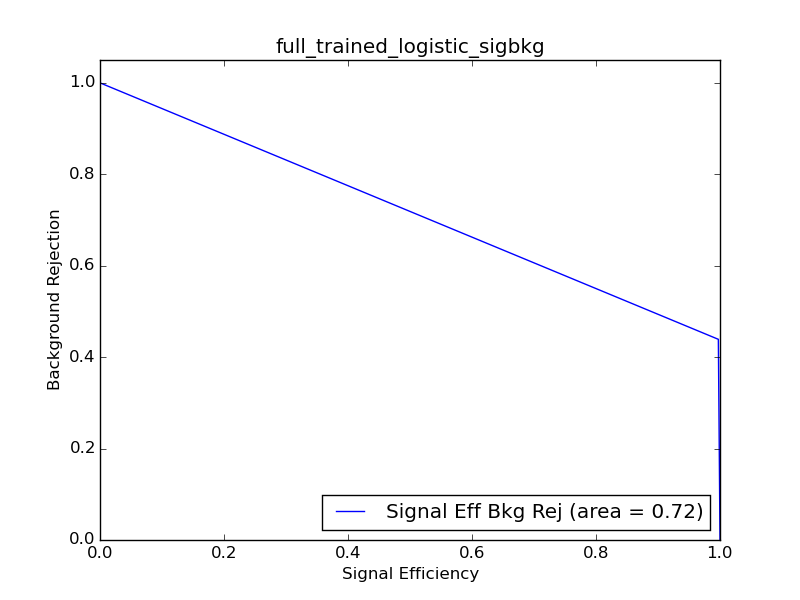 full_trained_logistic_sigbkg
1.0
0.8
0.6
0.4
0.2
0.0
Background Rejection
Signal Eff Bkg Rej (area = 0.72)
0.0 0.2 0.4 0.6 0.8 1.0
Signal Efficiency